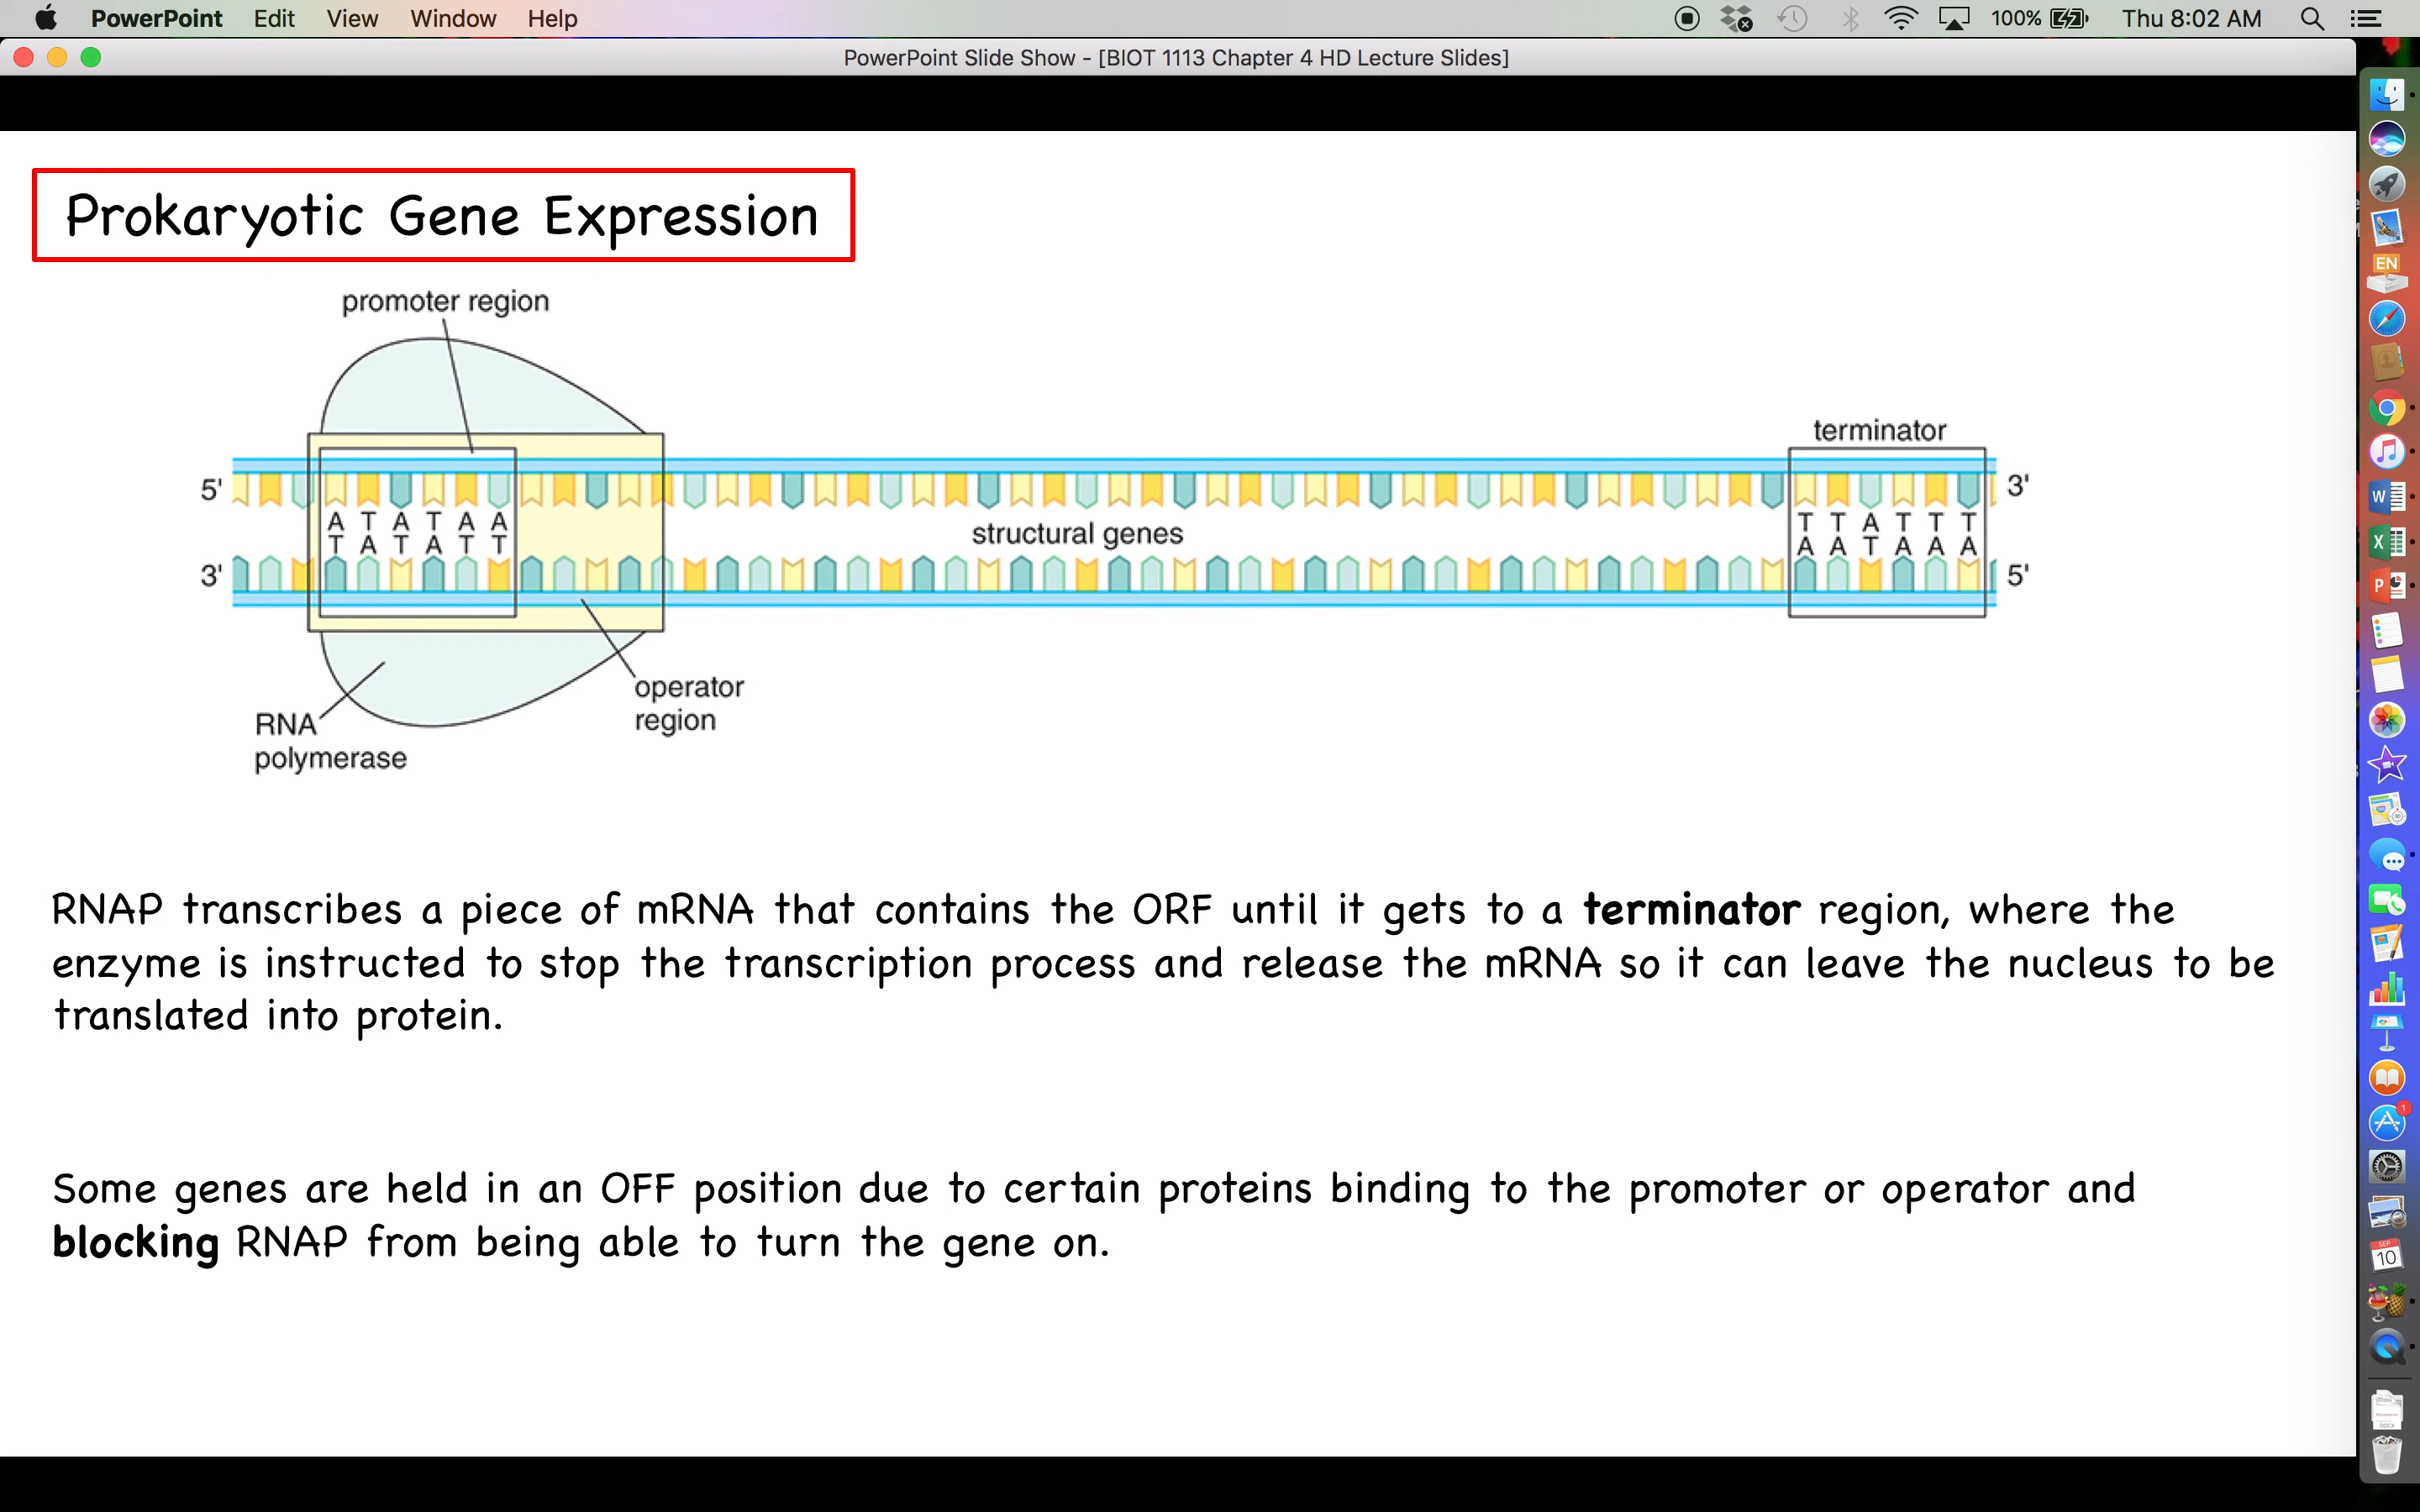 PowerPoint Edit View Window Help 100% Thu 8:02 AM
PowerPoint Slide Show - [BIOT 1113 Chapter 4 HD Lecture Slides]
Prokaryotic Gene Expression
promoter region
terminator
5' 3'
A T A T A A
T A T A T T
T T A T T T
A A T A A A
structural genes
3' 5'
operator
region
RNA
polymerase
RNAP transcribes a piece of mRNA that contains the ORF until it gets to a terminator region, where the
enzyme is instructed to stop the transcription process and release the mRNA so it can leave the nucleus to be
translated into protein.
Some genes are held in an OFF position due to certain proteins binding to the promoter or operator and
blocking RNAP from being able to turn the gene on.
EN
W
X
P
1
SEP
10
DOCX